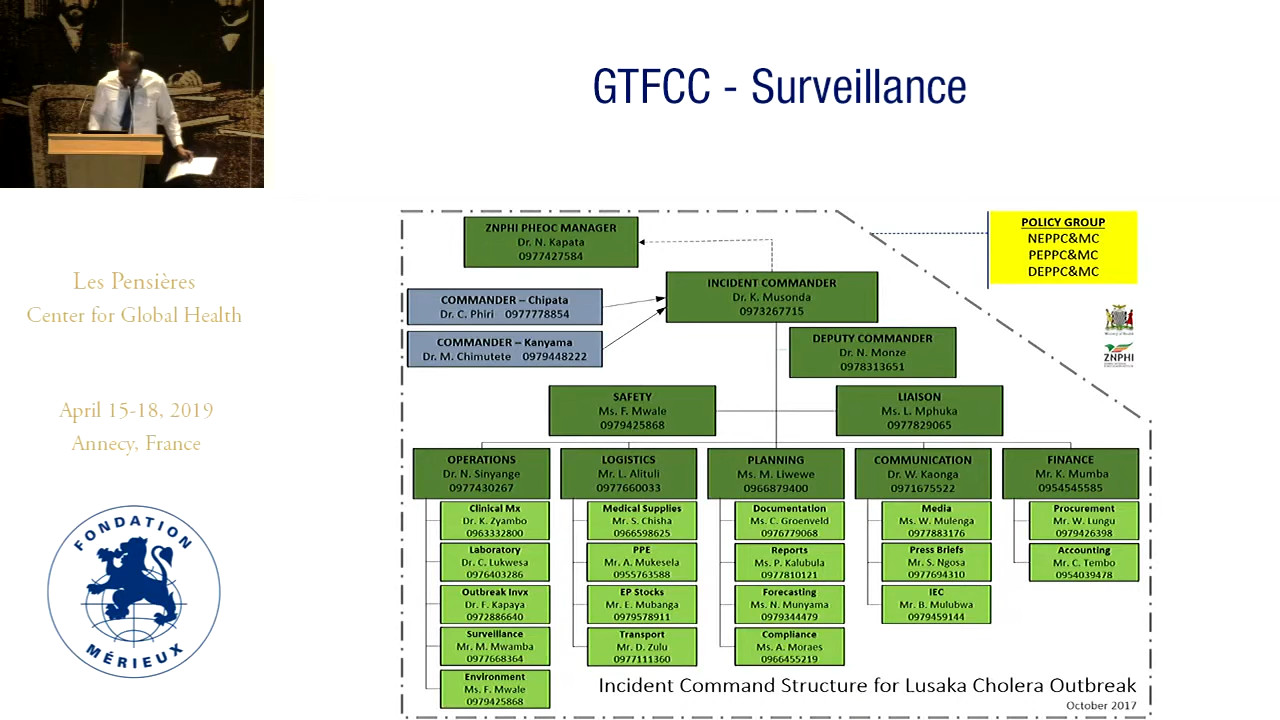 GTFCC - Surveillance
Les Pensières
Center for Global Health
April 15-18, 2019
Annecy, France
FONDATION
MÉRIEUX
ZNPHI PHEOC MANAGER
Dr. N. Kapata
0977427584
POLICY GROUP
NEPPC&MC
PEPPC&MC
DEPPC&MC
INCIDENT COMMANDER
Dr. K. Musonda
0973267715
COMMANDER – Chipata
Dr. C. Phiri 0977778854
COMMANDER – Kanyama
Dr. M. Chimutete 0979448222
DEPUTY COMMANDER
Dr. N. Monze
0978313651
ZNPHI
SAFETY
Ms. F. Mwale
0979425868
LIAISON
Ms. L. Mphuka
0977829065
OPERATIONS
Dr. N. Sinyange
0977430267
Clinical Mx
Dr. K. Zyambo
0963332800
Laboratory
Dr. C. Lukwesa
0976403286
Outbreak Invx
Dr. F. Kapaya
0972886640
Surveillance
Mr. M. Mwamba
0977668364
Environment
Ms. F. Mwale
0979425868
LOGISTICS
Mr. L. Alituli
0977660033
Medical Supplies
Mr. S. Chisha
0966598625
PPE
Mr. A. Mukesela
0955763588
EP Stocks
Mr. E. Mubanga
0979578911
Transport
Mr. D. Zulu
0977111360
PLANNING
Ms. M. Liwewe
0966879400
Documentation
Ms. C. Groenveld
0976779068
Reports
Ms. P. Kalubula
0977810121
Forecasting
Ms. N. Munyama
0979344479
Compliance
Ms. A. Moraes
0966455219
COMMUNICATION
Dr. W. Kaonga
0971675522
Media
Ms. W. Mulenga
0977883176
Press Briefs
Mr. S. Ngosa
0977694310
IEC
Mr. B. Mulubwa
0979459144
FINANCE
Mr. K. Mumba
0954545585
Procurement
Mr. W. Lungu
0979426398
Accounting
Mr. C. Tembo
0954039478
Incident Command Structure for Lusaka Cholera Outbreak
October 2017